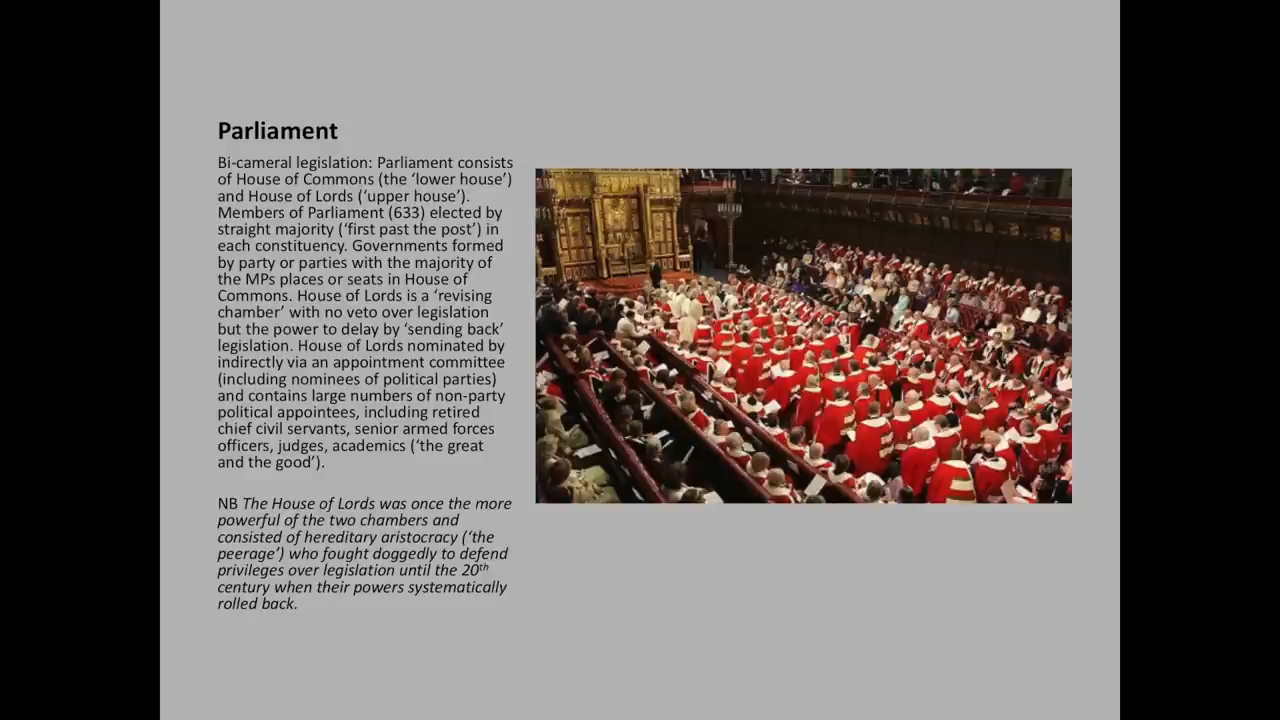 Parliament
Bi-cameral legislation: Parliament consists
of House of Commons (the ‘lower house’)
and House of Lords (‘upper house’).
Members of Parliament (633) elected by
straight majority (‘first past the post’) in
each constituency. Governments formed
by party or parties with the majority of
the MPs places or seats in House of
Commons. House of Lords is a ‘revising
chamber’ with no veto over legislation
but the power to delay by ‘sending back’
legislation. House of Lords nominated by
indirectly via an appointment committee
(including nominees of political parties)
and contains large numbers of non-party
political appointees, including retired
chief civil servants, senior armed forces
officers, judges, academics (‘the great
and the good’).
NB The House of Lords was once the more
powerful of the two chambers and
consisted of hereditary aristocracy (‘the
peerage’) who fought doggedly to defend
privileges over legislation until the 20th
century when their powers systematically
rolled back.